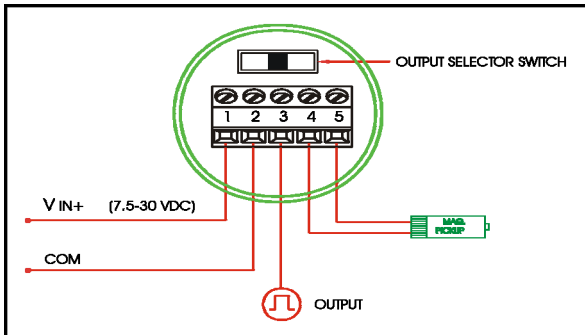 OUTPUT SELECTOR SWITCH
1 2 3 4 5
V IN+ (7.5-30 VDC)
MAG.
PICKUP
COM
OUTPUT